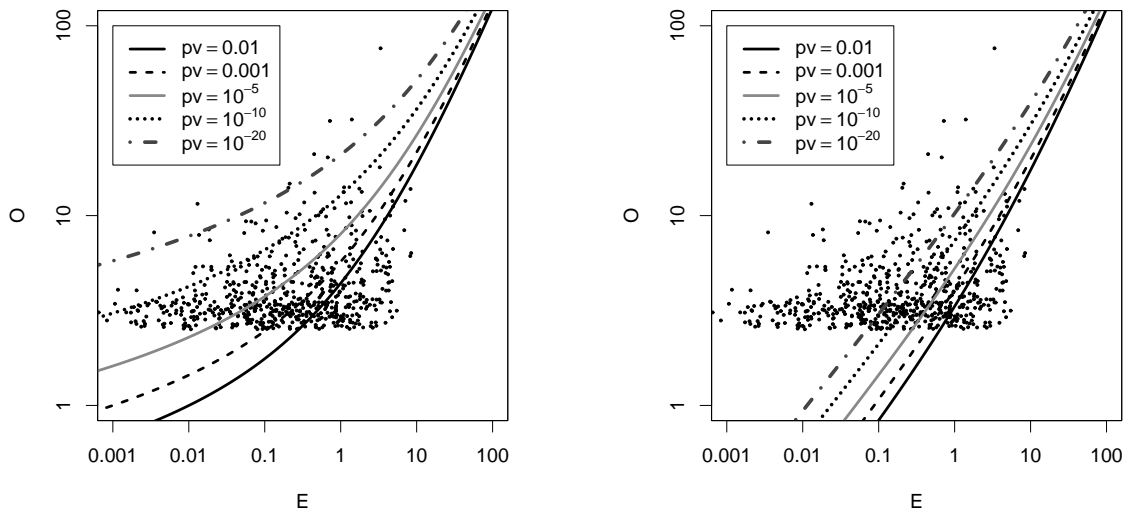 pv = 0.01
pv = 0.001
pv = 10⁻⁵
pv = 10⁻¹⁰
pv = 10⁻²⁰
100
10
1
O
0.001 0.01 0.1 1 10 100
E
pv = 0.01
pv = 0.001
pv = 10⁻⁵
pv = 10⁻¹⁰
pv = 10⁻²⁰
100
10
1
O
0.001 0.01 0.1 1 10 100
E